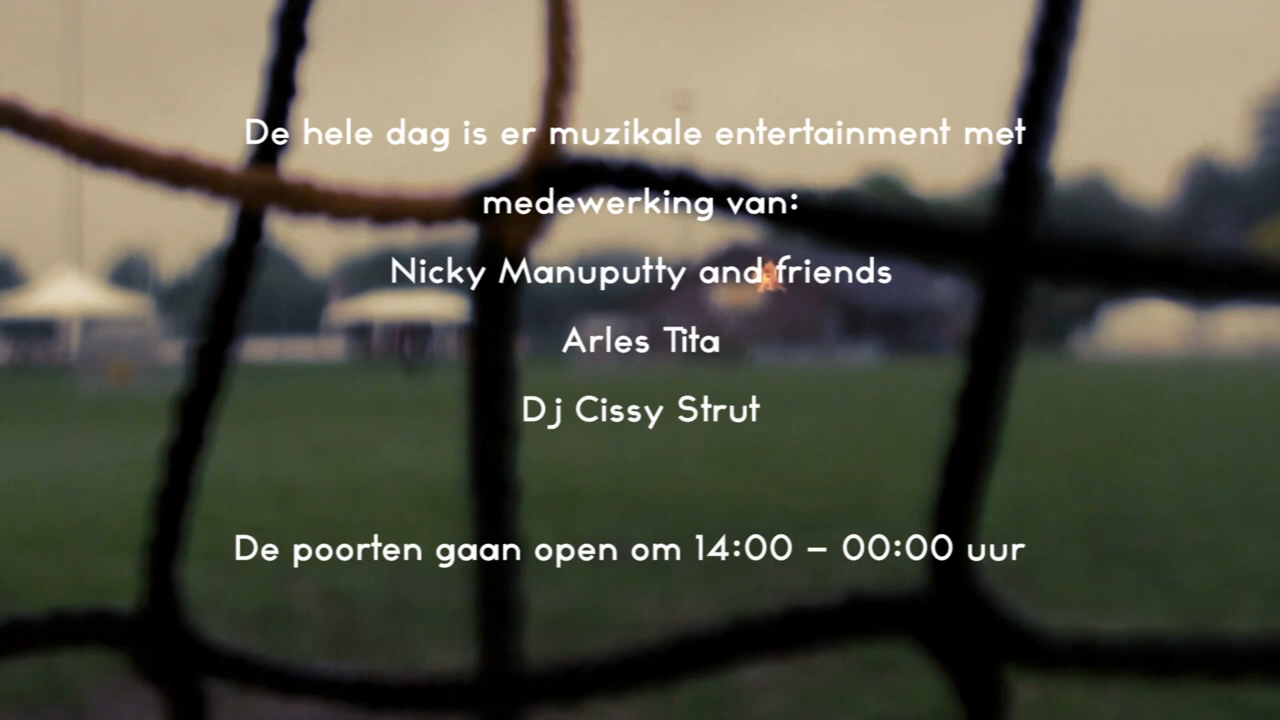 De hele dag is er muzikale entertainment met
medewerking van:
Nicky Manuputty and friends
Arles Tita
Dj Cissy Strut
De poorten gaan open om 14:00 – 00:00 uur